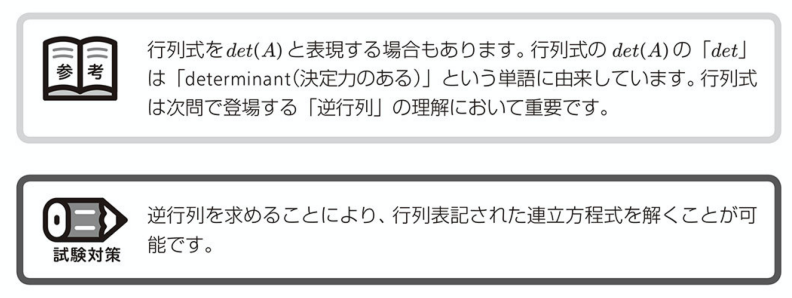 参考
行列式をdet(A)と表現する場合もあります。行列式の det(A)の「det」
は「determinant(決定力のある)」という単語に由来しています。行列式
は次問で登場する「逆行列」の理解において重要です。
試験対策
逆行列を求めることにより、行列表記された連立方程式を解くことが可
能です。